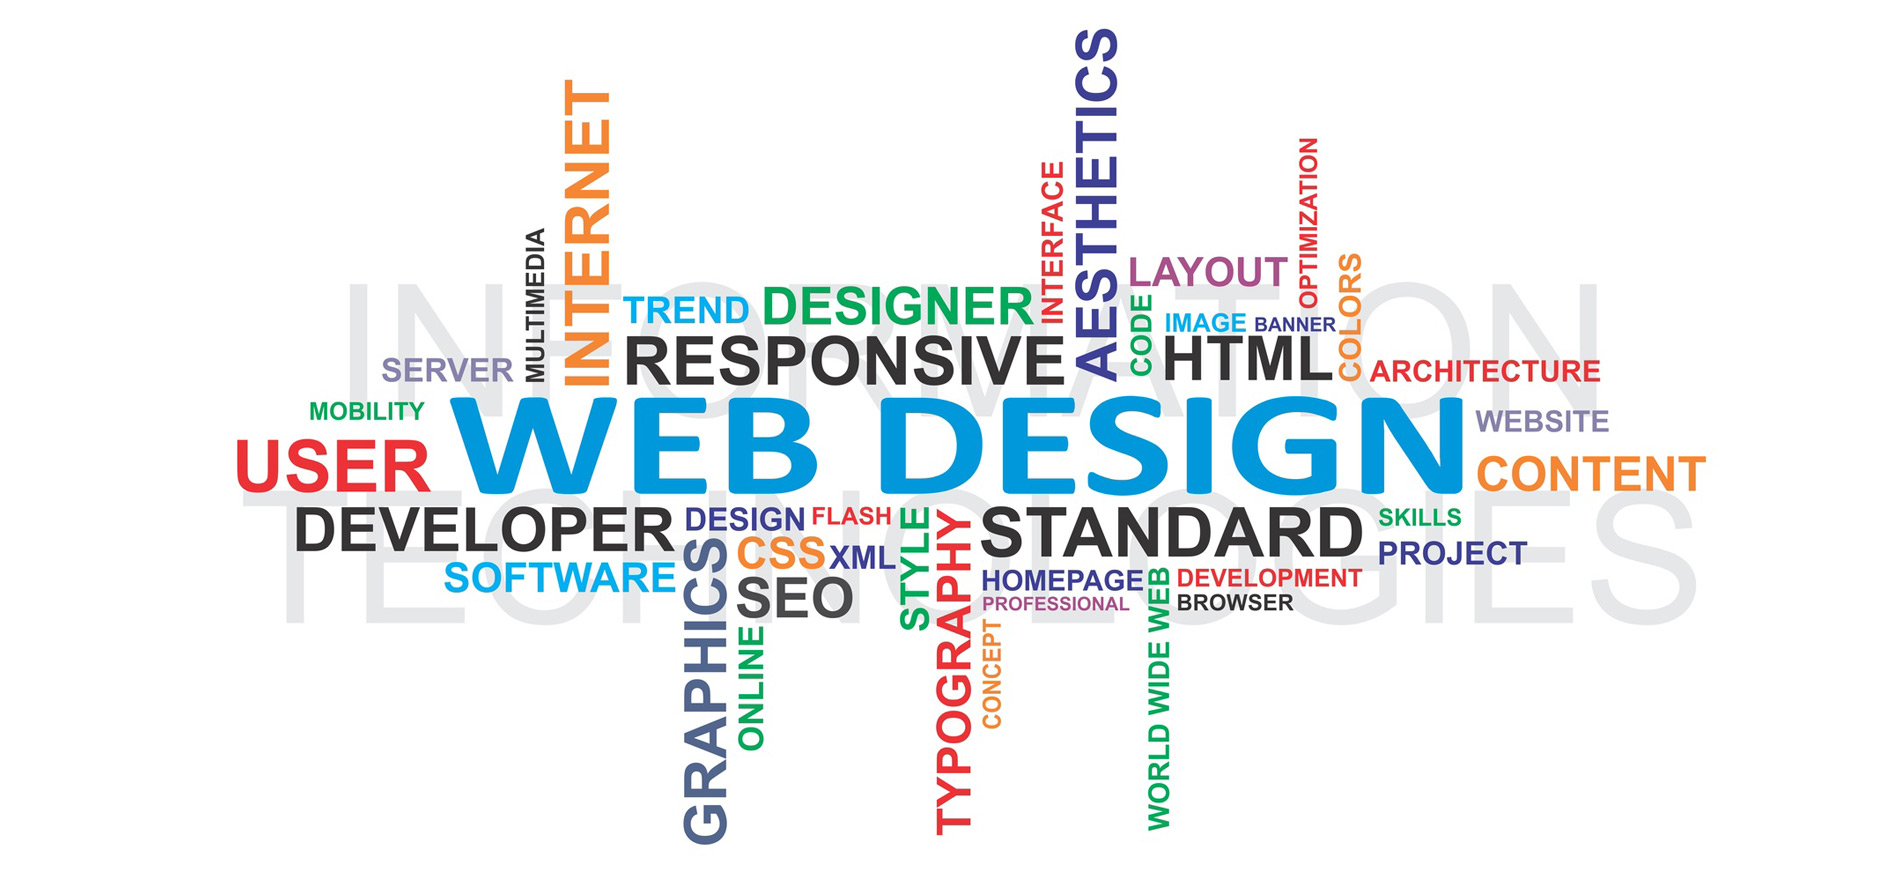 AESTHETICS
INTERNET
OPTIMIZATION
INTERFACE
MULTIMEDIA
LAYOUT
COLORS
INFORMATION
TREND
DESIGNER
CODE
IMAGE
BANNER
SERVER
RESPONSIVE
HTML
ARCHITECTURE
MOBILITY
WEB DESIGN
WEBSITE
USER
CONTENT
TECHNOLOGIES
DEVELOPER
DESIGN
FLASH
STYLE
TYPOGRAPHY
STANDARD
SKILLS
GRAPHICS
CSS
XML
PROJECT
SOFTWARE
SEO
HOMEPAGE
WORLD WIDE WEB
DEVELOPMENT
PROFESSIONAL
BROWSER
ONLINE
CONCEPT